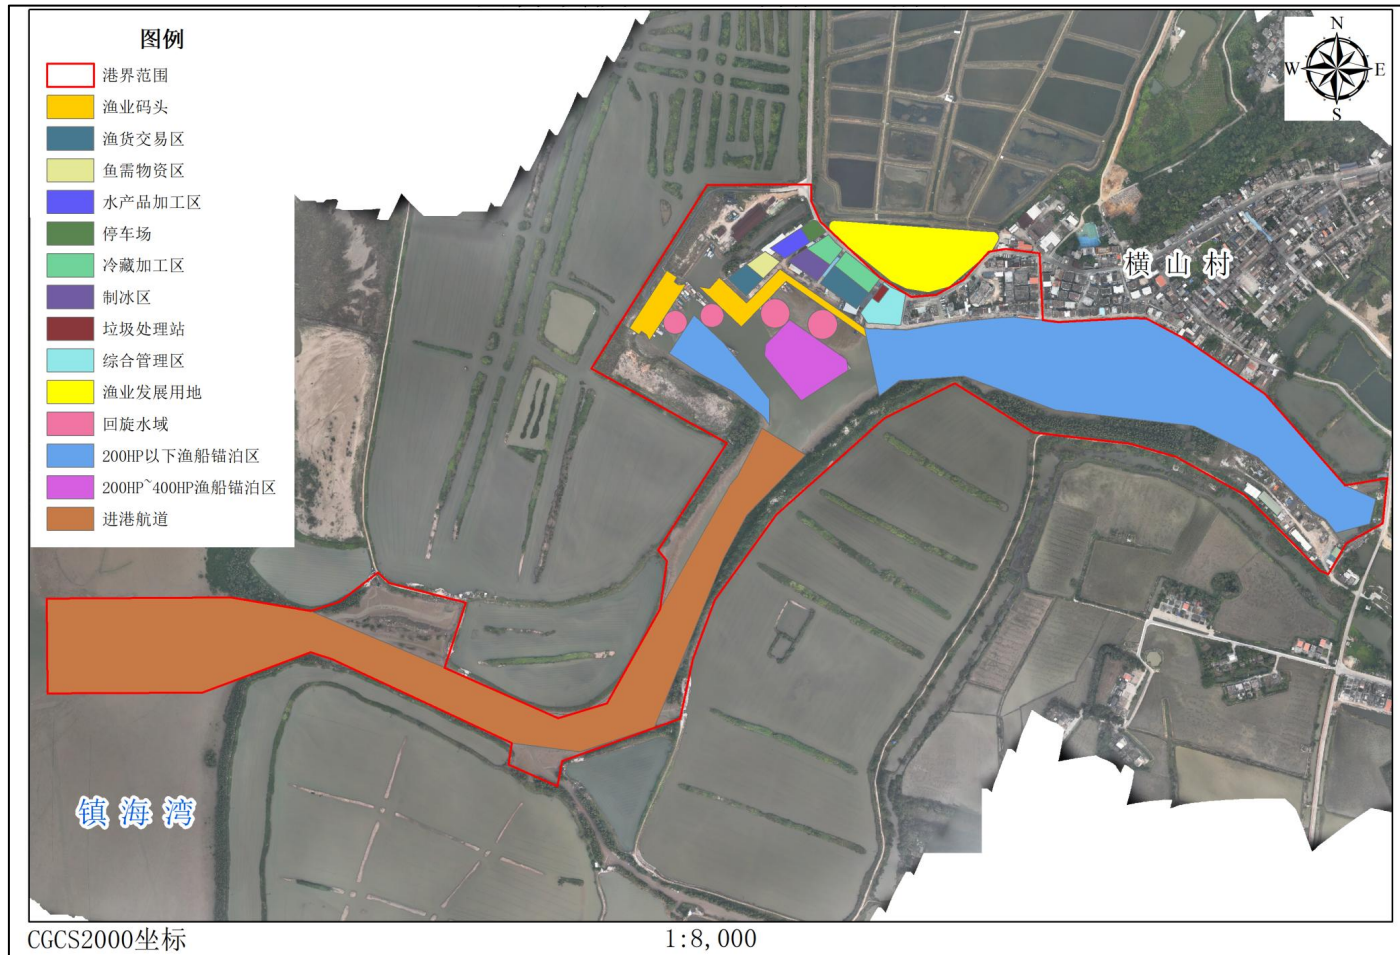 图例
港界范围
渔业码头
渔货交易区
鱼需物资区
水产品加工区
停车场
冷藏加工区
制冰区
垃圾处理站
综合管理区
渔业发展用地
回旋水域
200HP以下渔船锚泊区
200HP~400HP渔船锚泊区
进港航道
N
W
E
S
横山村
镇海湾
CGCS2000坐标
1:8,000